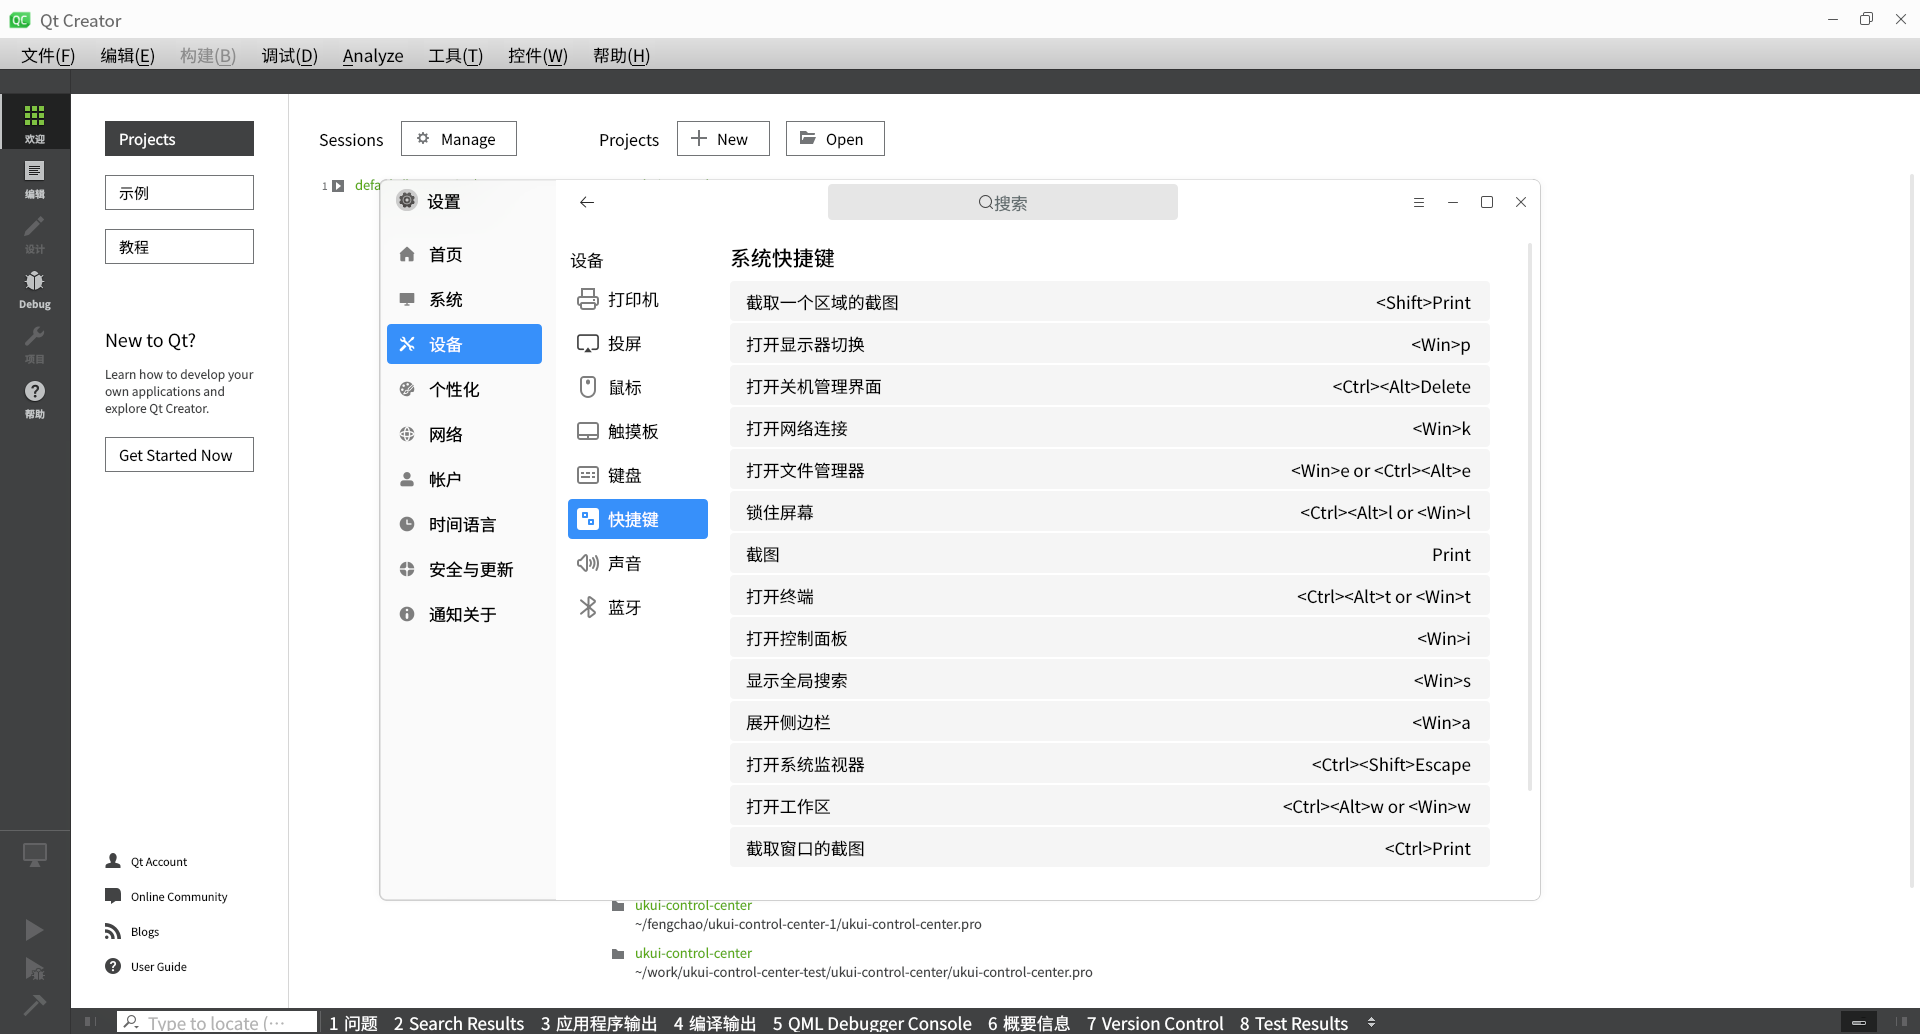 Qt Creator
文件(F) 编辑(E) 构建(B) 调试(D) Analyze 工具(T) 控件(W) 帮助(H)
欢迎
编辑
设计
Debug
项目
帮助
Projects
示例
教程
New to Qt?
Learn how to develop your
own applications and
explore Qt Creator.
Get Started Now
Qt Account
Online Community
Blogs
User Guide
Sessions Manage Projects New Open
1
设置
搜索
首页
系统
设备
个性化
网络
帐户
时间语言
安全与更新
通知关于
设备
打印机
投屏
鼠标
触摸板
键盘
快捷键
声音
蓝牙
系统快捷键
截取一个区域的截图 <Shift>Print
打开显示器切换 <Win>p
打开关机管理界面 <Ctrl><Alt>Delete
打开网络连接 <Win>k
打开文件管理器 <Win>e or <Ctrl><Alt>e
锁住屏幕 <Ctrl><Alt>l or <Win>l
截图 Print
打开终端 <Ctrl><Alt>t or <Win>t
打开控制面板 <Win>i
显示全局搜索 <Win>s
展开侧边栏 <Win>a
打开系统监视器 <Ctrl><Shift>Escape
打开工作区 <Ctrl><Alt>w or <Win>w
截取窗口的截图 <Ctrl>Print
ukui-control-center
~/fengchao/ukui-control-center-1/ukui-control-center.pro
ukui-control-center
~/work/ukui-control-center-test/ukui-control-center/ukui-control-center.pro
Type to locate (⋯ 1 问题 2 Search Results 3 应用程序输出 4 编译输出 5 QML Debugger Console 6 概要信息 7 Version Control 8 Test Results